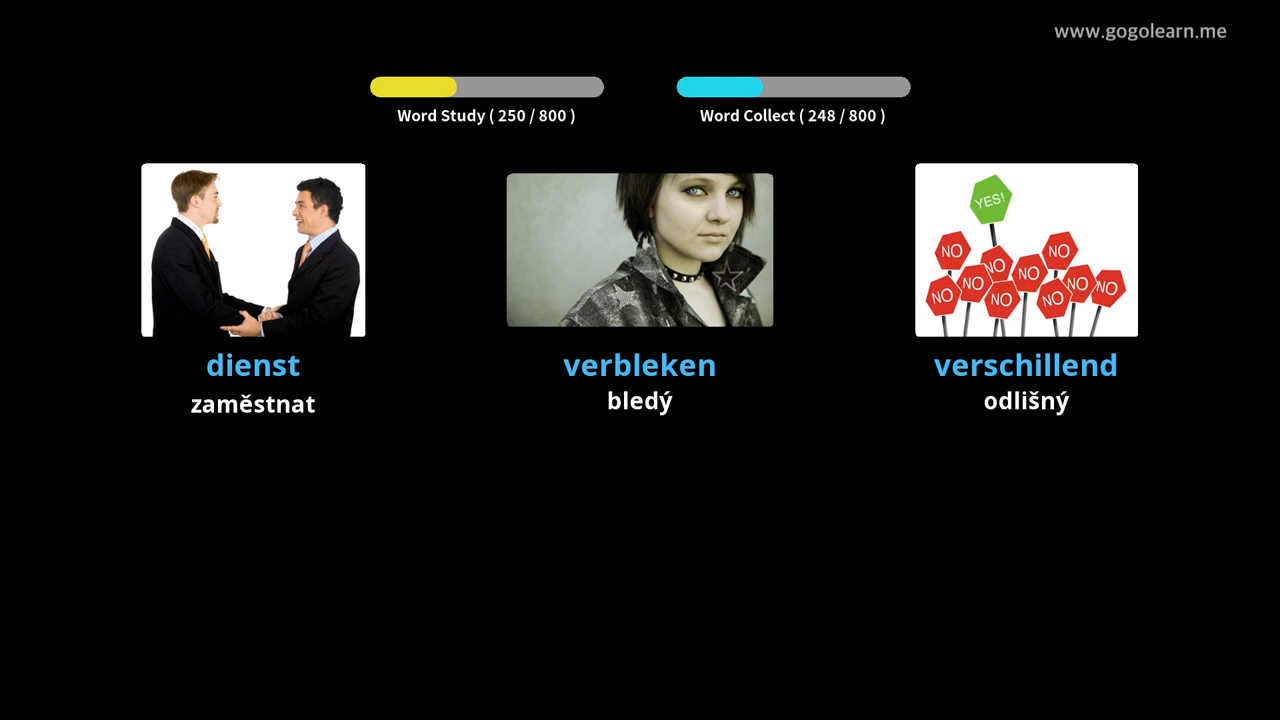 www.gogolearn.me
Word Study ( 250 / 800 )
Word Collect ( 248 / 800 )
YES!
NO
NO
NO
NO
NO
NO
NO
NO
NO
NO
dienst
zaměstnat
verbleken
bledý
verschillend
odlišný